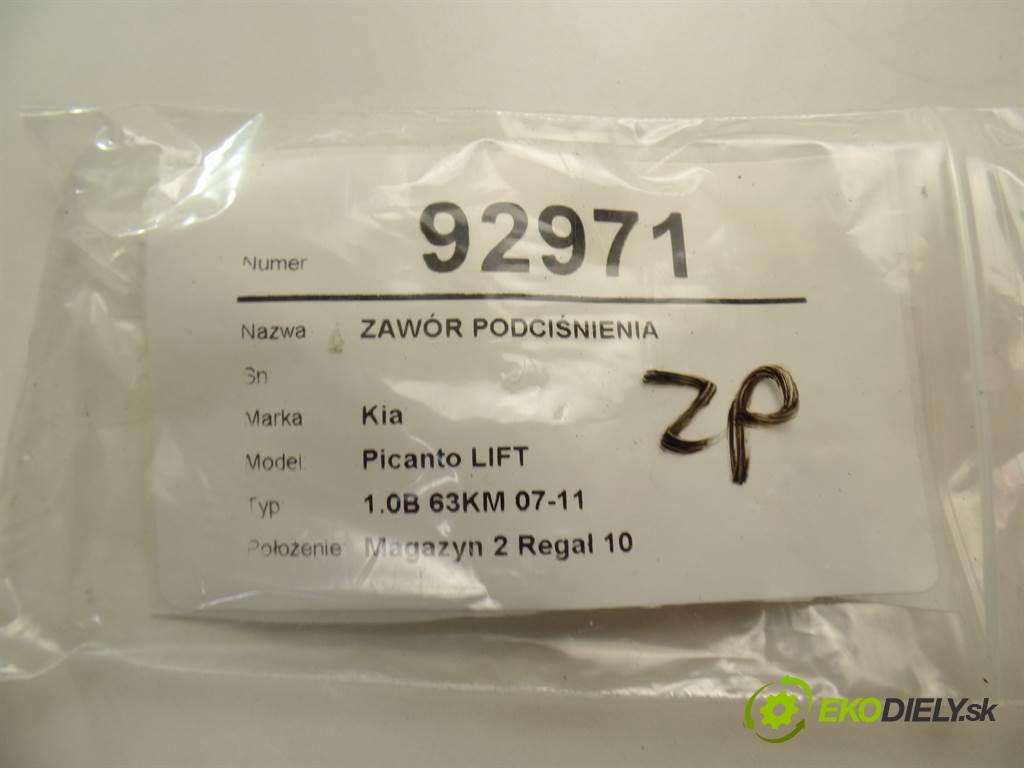 Numer 92971
Nazwa ZAWÓR PODCIŚNIENIA
Sn
Marka Kia
Model Picanto LIFT
Typ 1.0B 63KM 07-11
Położenie Magazyn 2 Regal 10
ZP
EKODIELY.sk